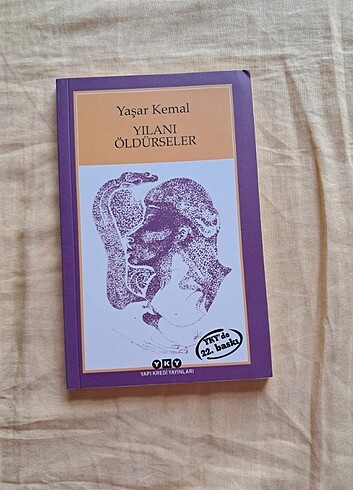 Yaşar Kemal
YILANI
ÖLDÜRSELER
YKY'de
22. baskı
YKY
YAPI KREDİ YAYINLARI